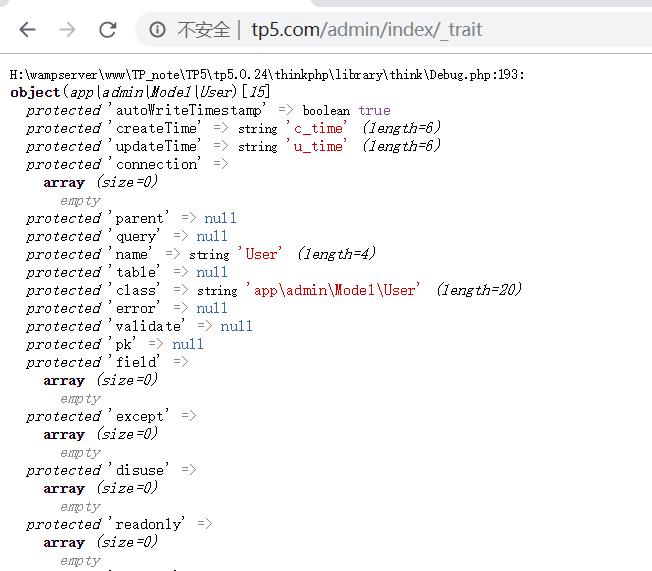 不安全 | tp5.com/admin/index/_trait
H:\wampserver\www\TP_note\TP5\tp5.0.24\thinkphp\library\think\Debug.php:193:
object(app\admin\Model\User)[15]
protected 'autoWriteTimestamp' => boolean true
protected 'createTime' => string 'c_time' (length=6)
protected 'updateTime' => string 'u_time' (length=6)
protected 'connection' =>
array (size=0)
empty
protected 'parent' => null
protected 'query' => null
protected 'name' => string 'User' (length=4)
protected 'table' => null
protected 'class' => string 'app\admin\Model\User' (length=20)
protected 'error' => null
protected 'validate' => null
protected 'pk' => null
protected 'field' =>
array (size=0)
empty
protected 'except' =>
array (size=0)
empty
protected 'disuse' =>
array (size=0)
empty
protected 'readonly' =>
array (size=0)
empty